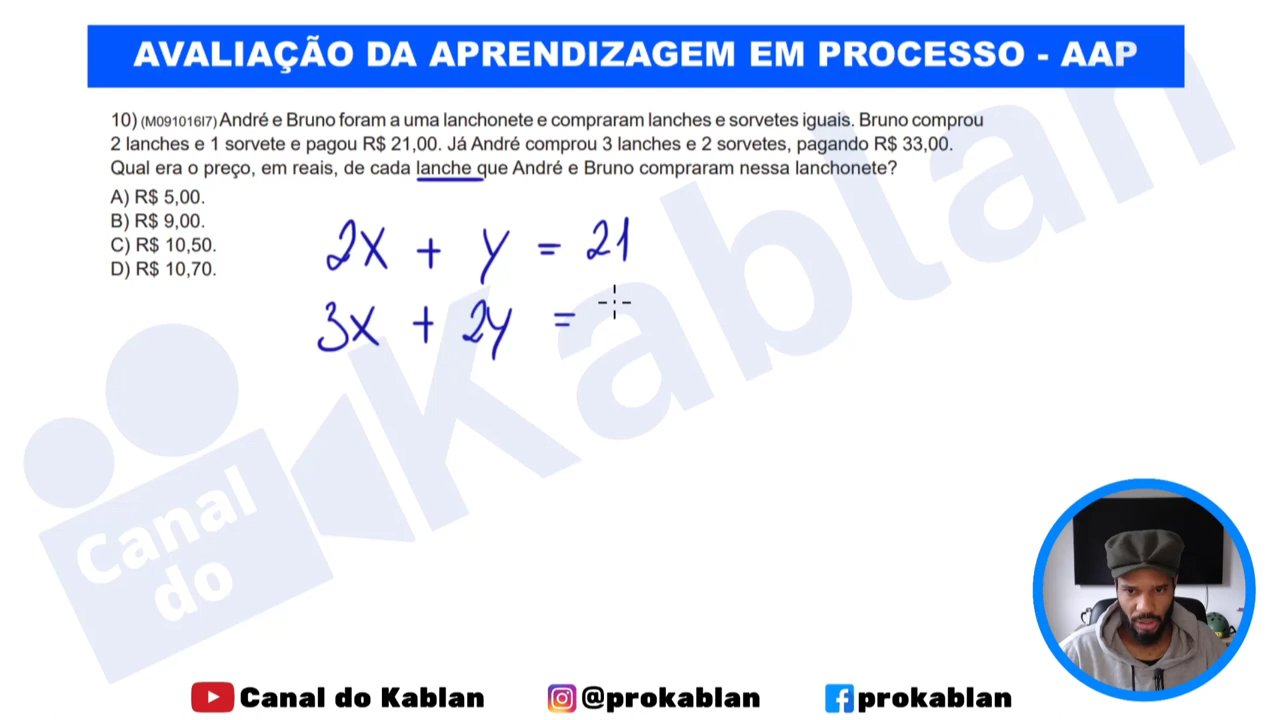 AVALIAÇÃO DA APRENDIZAGEM EM PROCESSO - AAP
10) (M091016I7) André e Bruno foram a uma lanchonete e compraram lanches e sorvetes iguais. Bruno comprou
2 lanches e 1 sorvete e pagou R$ 21,00. Já André comprou 3 lanches e 2 sorvetes, pagando R$ 33,00.
Qual era o preço, em reais, de cada lanche que André e Bruno compraram nessa lanchonete?
A) R$ 5,00.
B) R$ 9,00.
C) R$ 10,50.
D) R$ 10,70.
2x + y = 21
3x + 2y =
Canal
do
Kablan
Canal do Kablan
@prokablan
prokablan